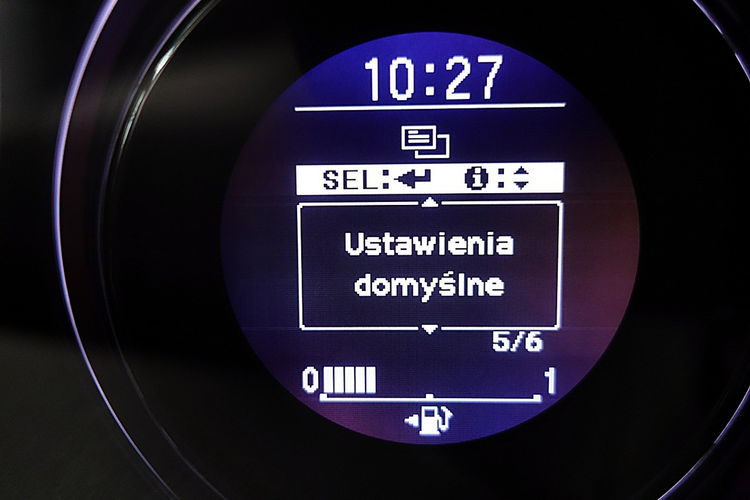 10:27
SEL: i:
Ustawienia
domyślne
5/6
0 1